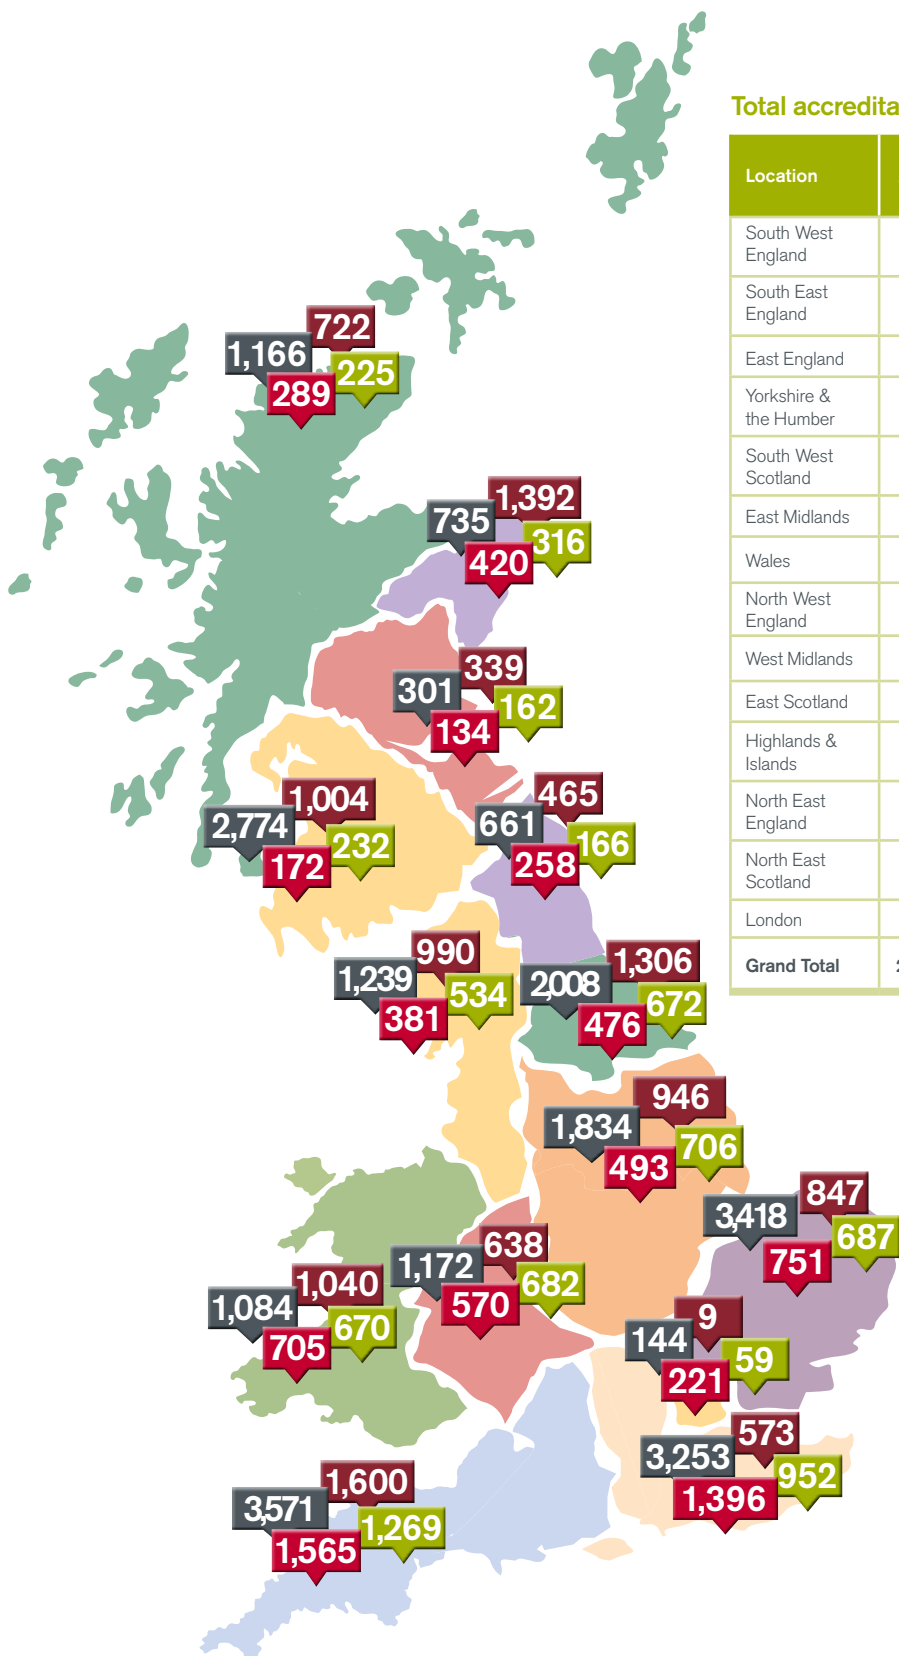 Total accredita
Location
South West
England
South East
England
East England
Yorkshire &
the Humber
South West
Scotland
East Midlands
Wales
North West
England
West Midlands
East Scotland
Highlands &
Islands
North East
England
North East
Scotland
London
Grand Total 2
722
1,166
225
289
1,392
735
316
420
339
301
162
134
465
661
166
258
1,004
2,774
232
172
990
1,239
534
381
1,306
2,008
672
476
946
1,834
706
493
847
3,418
687
751
638
1,172
682
570
1,040
1,084
670
705
9
144
59
221
573
3,253
952
1,396
1,600
3,571
1,269
1,565